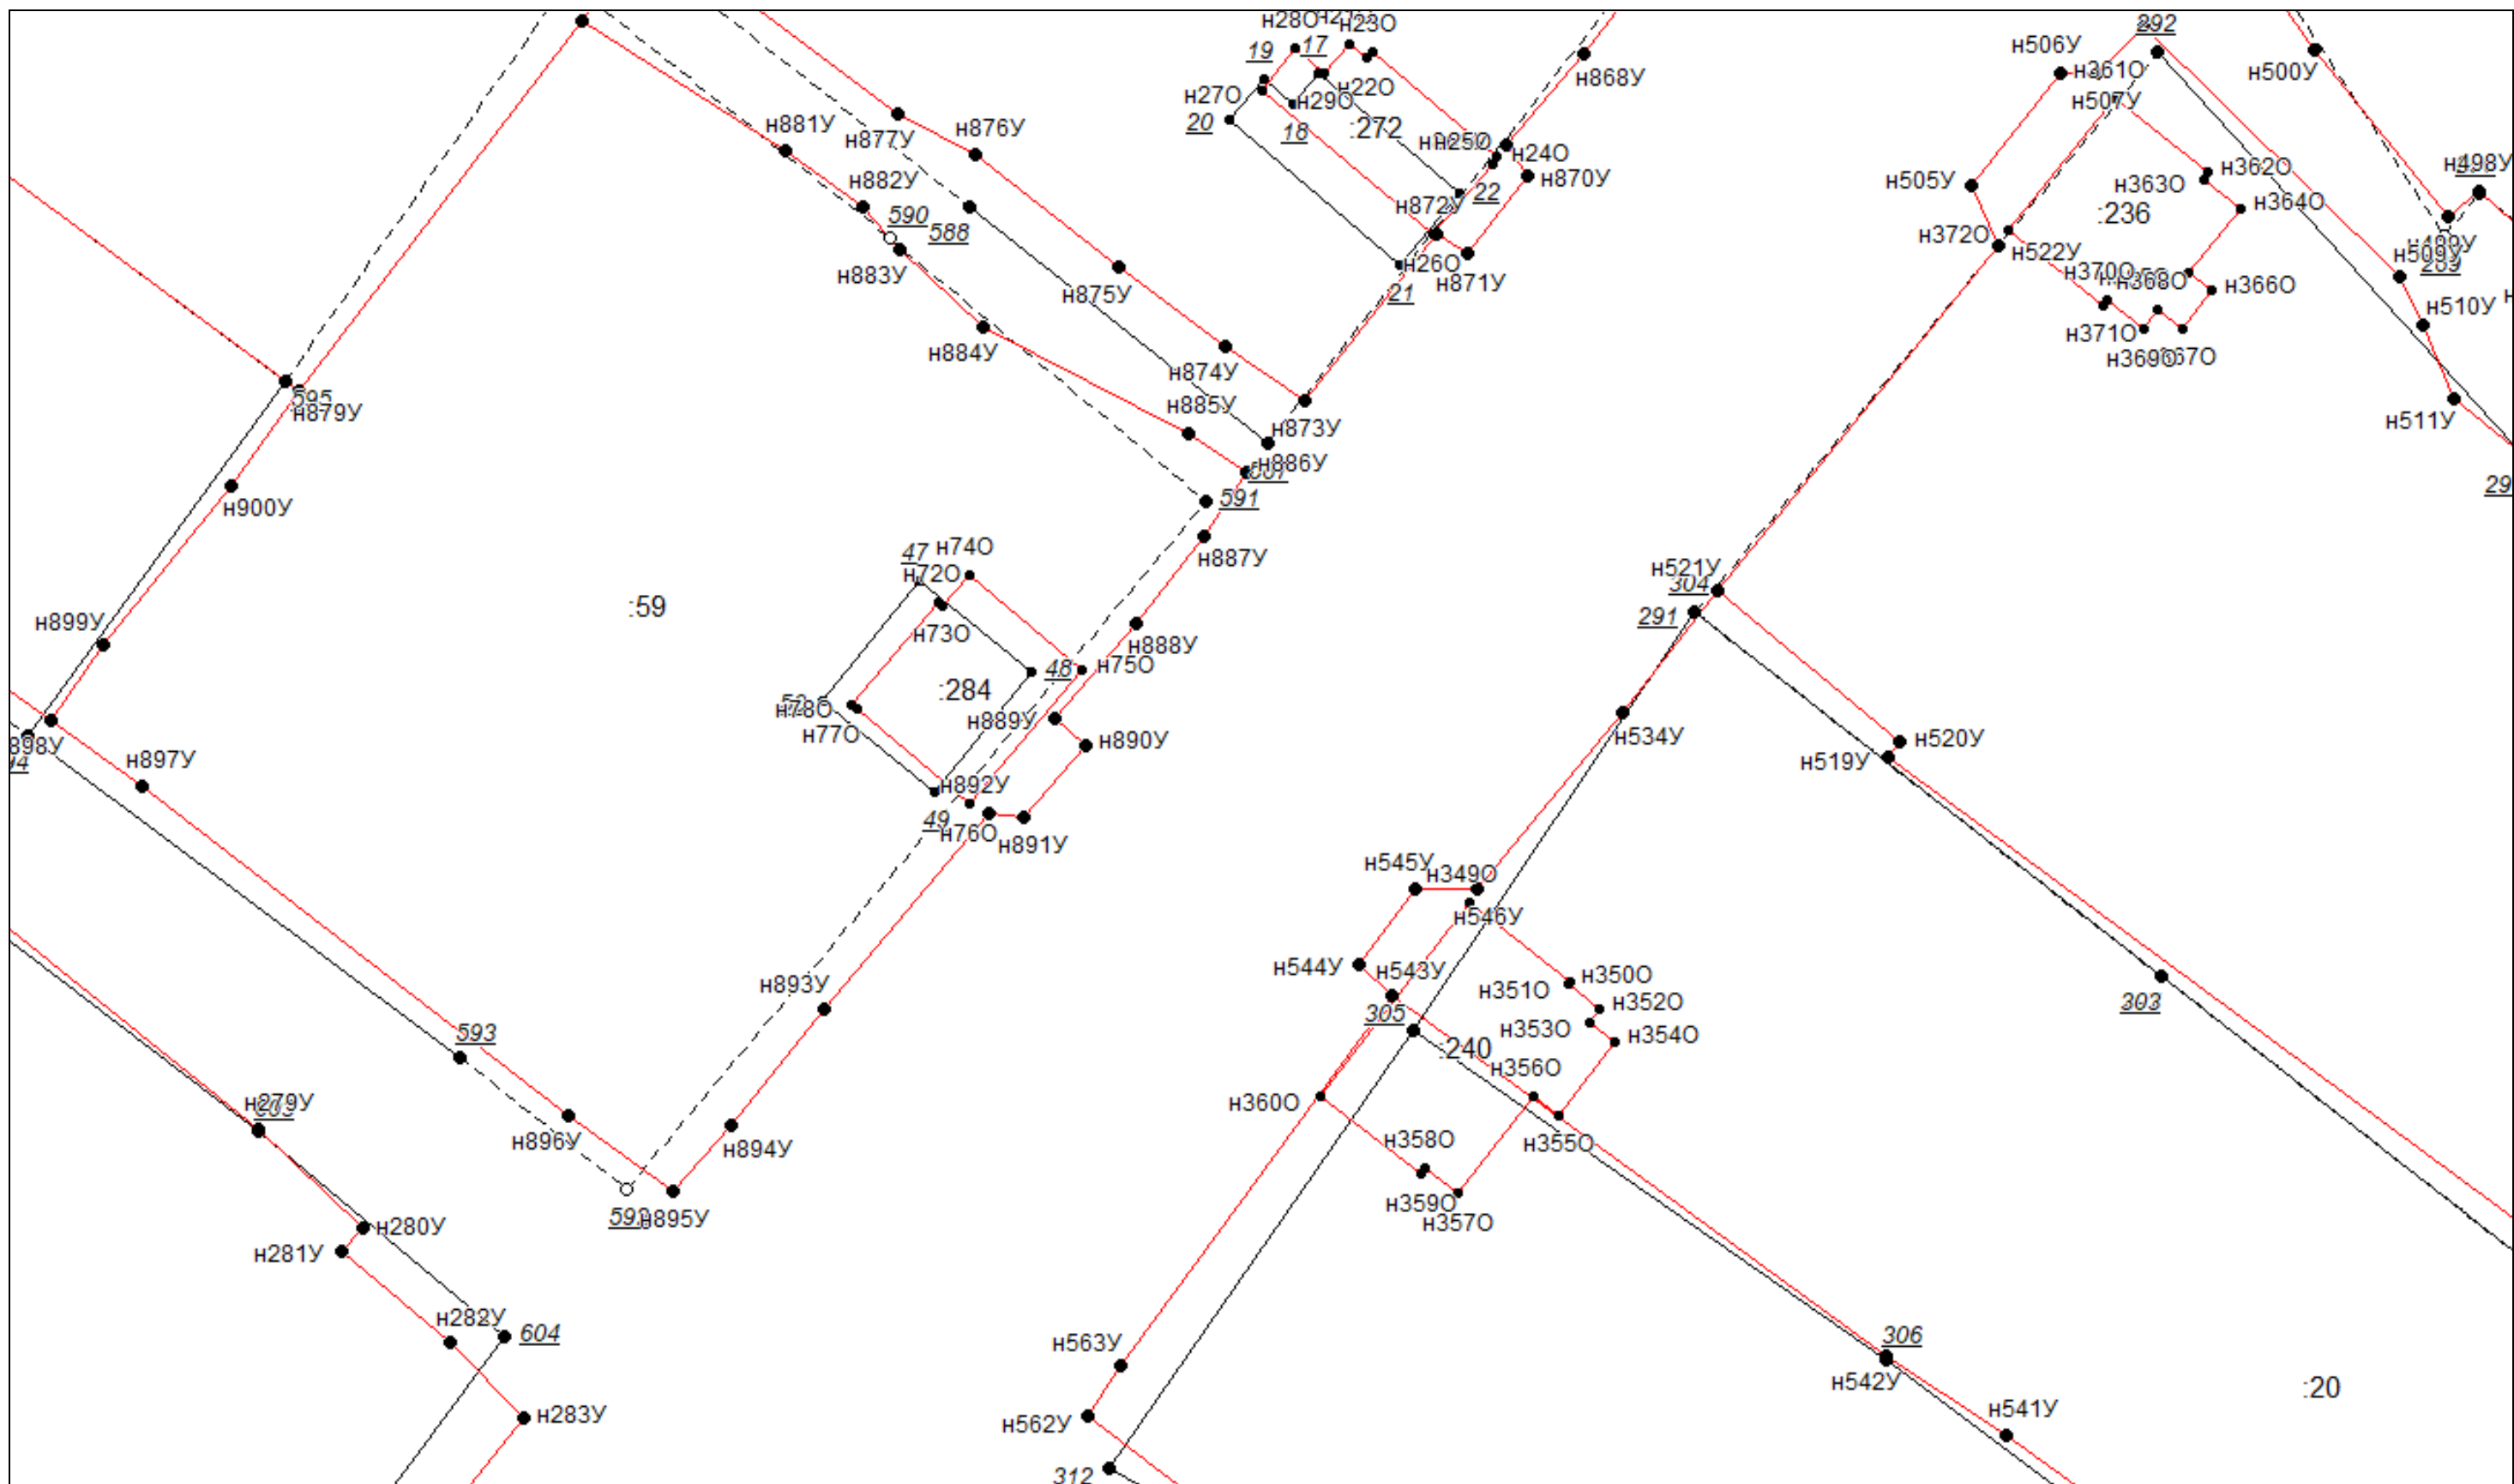 н28О
н23О
292
19
17
н506У
н361О
н500У
н868У
н27О
н22О
н29О
н507У
20
18
:272
н881У
н877У
н876У
н25О
н24О
н498У
н870У
н505У
н362О
н363О
н364О
:236
н882У
22
590
588
н872У
н372О
н522У
н883У
н26О
н871У
н509У
н370О
н368О
н366О
21
н875У
н510У
н371О
н369О
н884У
н874У
595
н879У
н885У
н873У
н511У
н886У
591
н900У
47
н74О
н887У
н72О
н521У
304
:59
291
н899У
н73О
н888У
48
н75О
:284
н78О
н77О
н889У
н890У
н534У
н520У
н519У
н897У
н892У
49
н76О
н891У
н545У
н349О
н546У
н544У
н543У
н350О
н351О
н352О
н893У
305
н353О
н354О
303
593
:240
н356О
н360О
н279У
н896У
н894У
н358О
н355О
н359О
н357О
н895У
н280У
н281У
н282У
604
н563У
306
н542У
:20
н283У
н562У
н541У
312